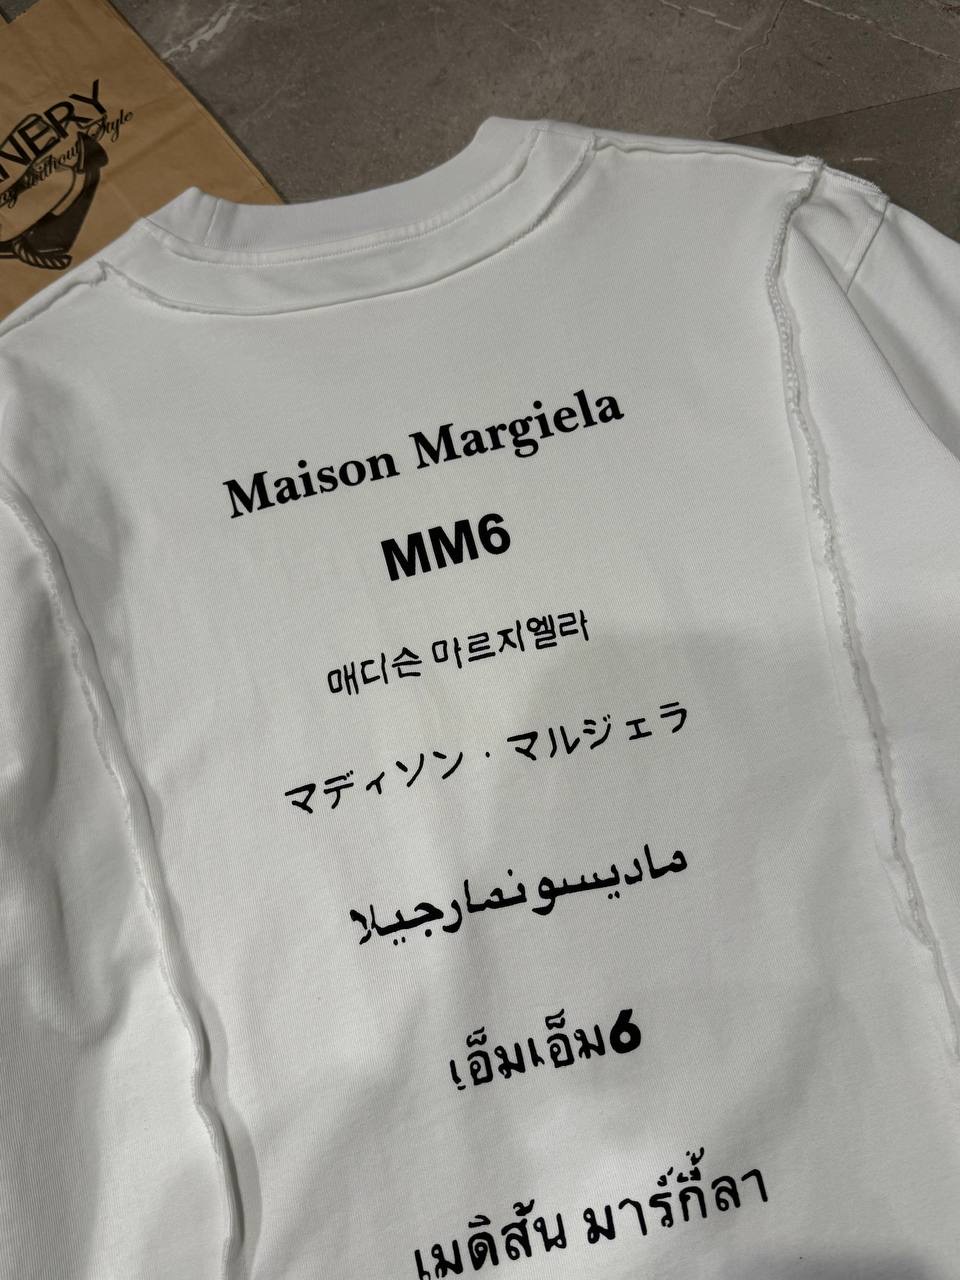 Maison Margiela
MM6
매디슨 마르지엘라
マディソン・マルジェラ
ماديسونمارجيلا
เอ็มเอ็ม6
เมดิสัน มาร์กี้ลา